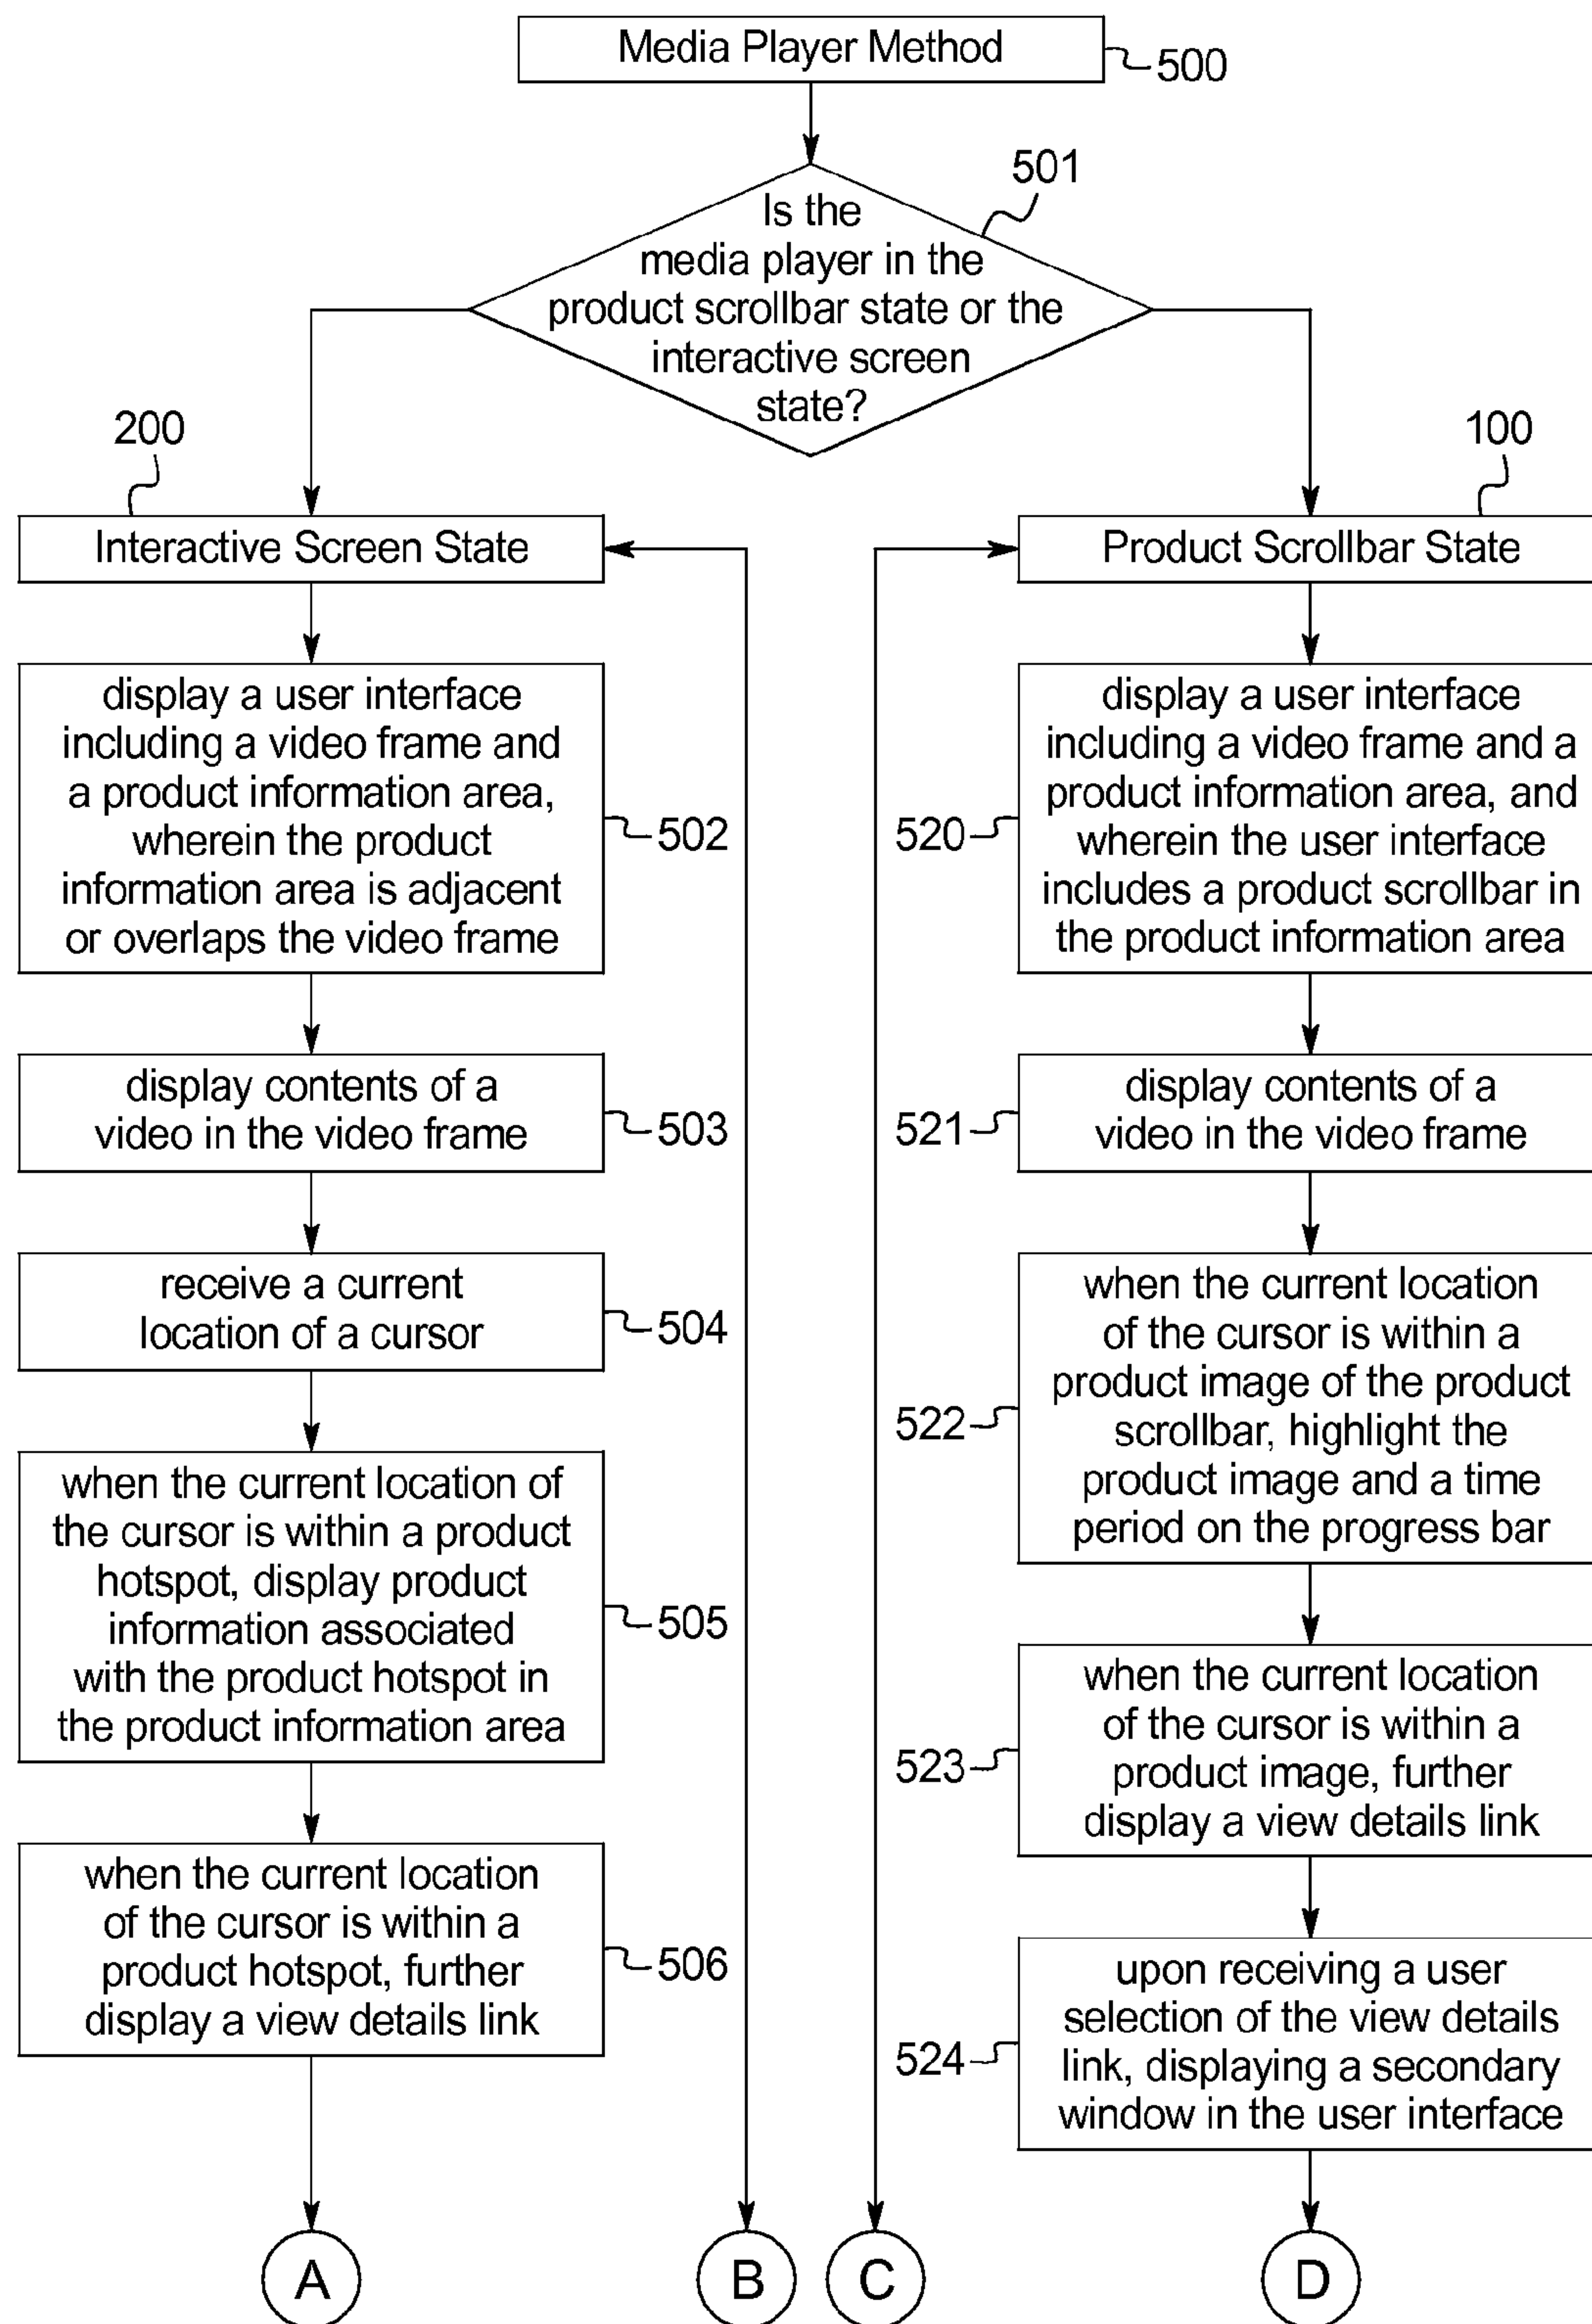 Media Player Method
500
501
Is the
media player in the
product scrollbar state or the
interactive screen
state?
200
Interactive Screen State
display a user interface
including a video frame and
a product information area,
wherein the product
information area is adjacent
or overlaps the video frame
502
display contents of a
video in the video frame
503
receive a current
location of a cursor
504
when the current location of
the cursor is within a product
hotspot, display product
information associated
with the product hotspot in
the product information area
505
when the current location
of the cursor is within a
product hotspot, further
display a view details link
506
A
B
100
Product Scrollbar State
display a user interface
including a video frame and a
product information area, and
wherein the user interface
includes a product scrollbar in
the product information area
520
display contents of a
video in the video frame
521
when the current location
of the cursor is within a
product image of the product
scrollbar, highlight the
product image and a time
period on the progress bar
522
when the current location
of the cursor is within a
product image, further
display a view details link
523
upon receiving a user
selection of the view details
link, displaying a secondary
window in the user interface
524
C
D